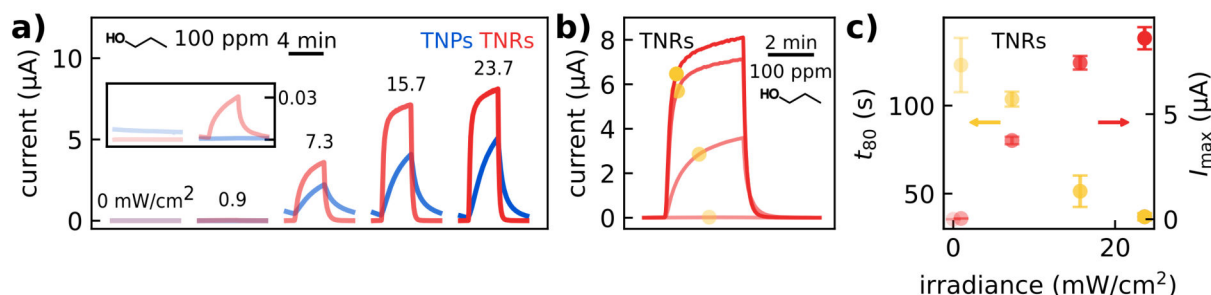 a)
HO 100 ppm 4 min TNPs TNRs
10
5
0
current (μA)
0.03
0 mW/cm²
0.9
7.3
15.7
23.7
b)
TNRs
2 min
100 ppm
HO
8
6
4
2
0
current (μA)
c)
TNRs
100
50
t80 (s)
5
0
Imax (μA)
0
20
irradiance (mW/cm²)